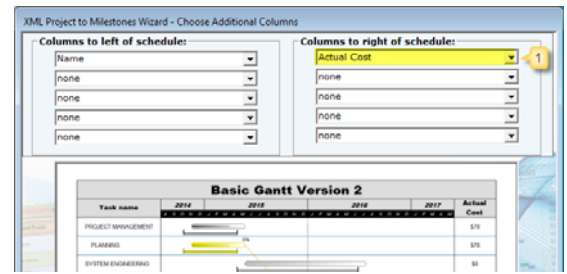 XML Project to Milestones Wizard - Choose Additional Columns
Columns to left of schedule:
Columns to right of schedule:
Name
Actual Cost
1
none
none
none
none
none
none
none
none
Basic Gantt Version 2
Task name
2014
2015
2016
2017
Actual
Cost
PROJECT MANAGEMENT
$70
0%
PLANNING
$70
SYSTEM ENGINEERING
$0